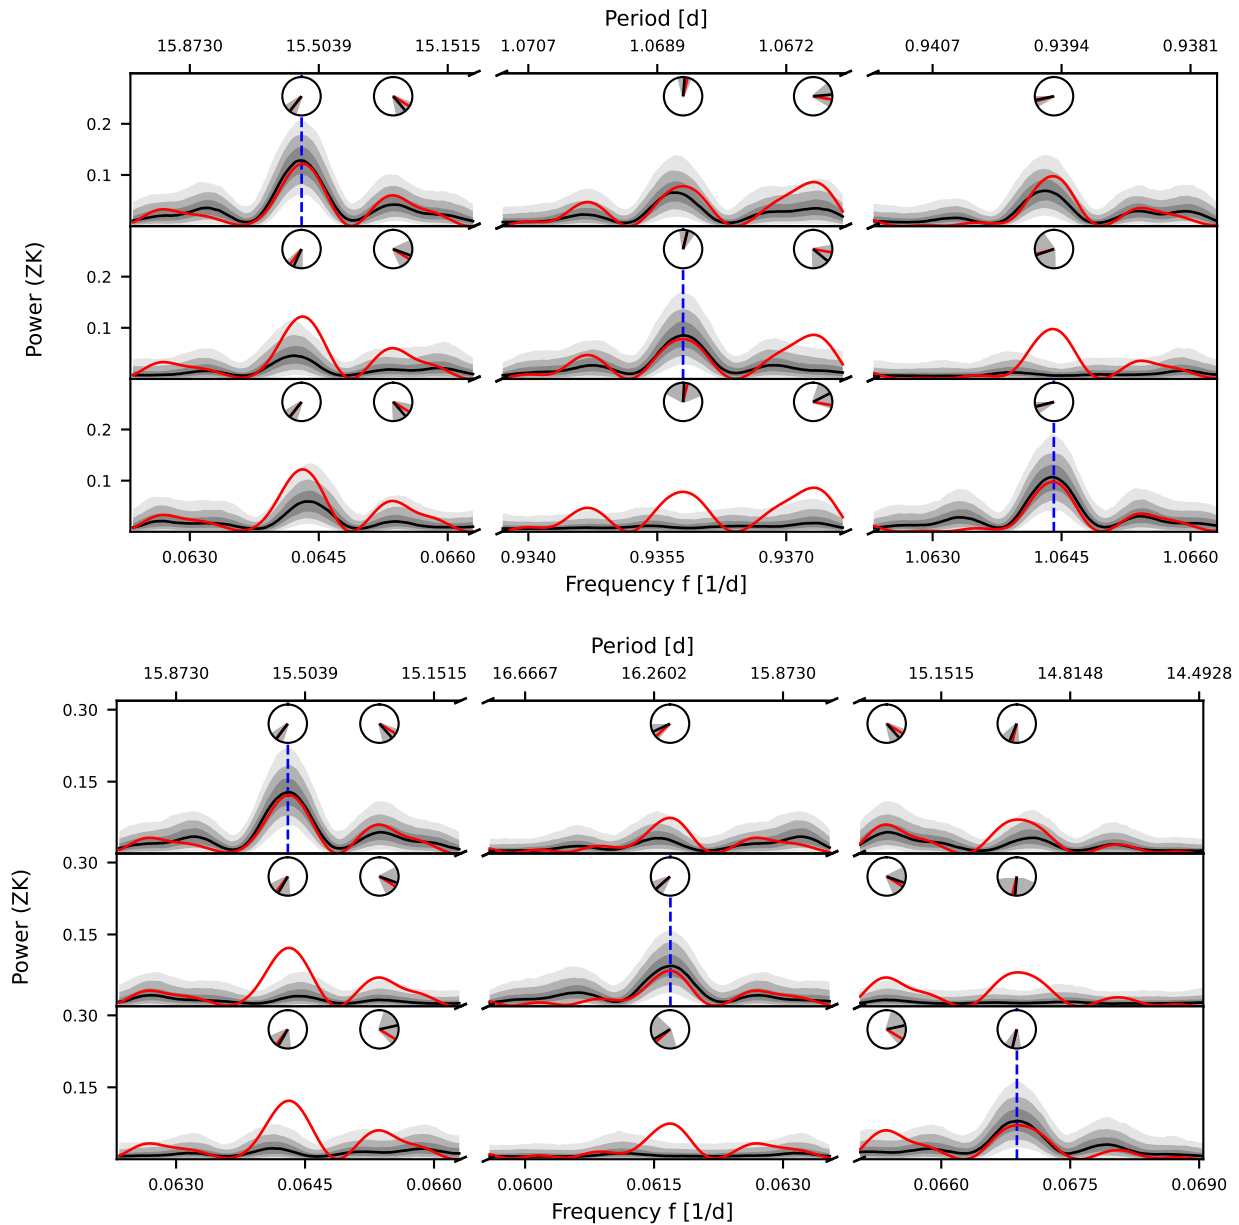 Period [d]
15.8730 15.5039 15.1515 1.0707 1.0689 1.0672 0.9407 0.9394 0.9381
0.2
0.1
0.2
0.1
0.2
0.1
Power (ZK)
0.0630 0.0645 0.0660 0.9340 0.9355 0.9370 1.0630 1.0645 1.0660
Frequency f [1/d]
Period [d]
15.8730 15.5039 15.1515 16.6667 16.2602 15.8730 15.1515 14.8148 14.4928
0.30
0.15
0.30
0.15
0.30
0.15
Power (ZK)
0.0630 0.0645 0.0660 0.0600 0.0615 0.0630 0.0660 0.0675 0.0690
Frequency f [1/d]